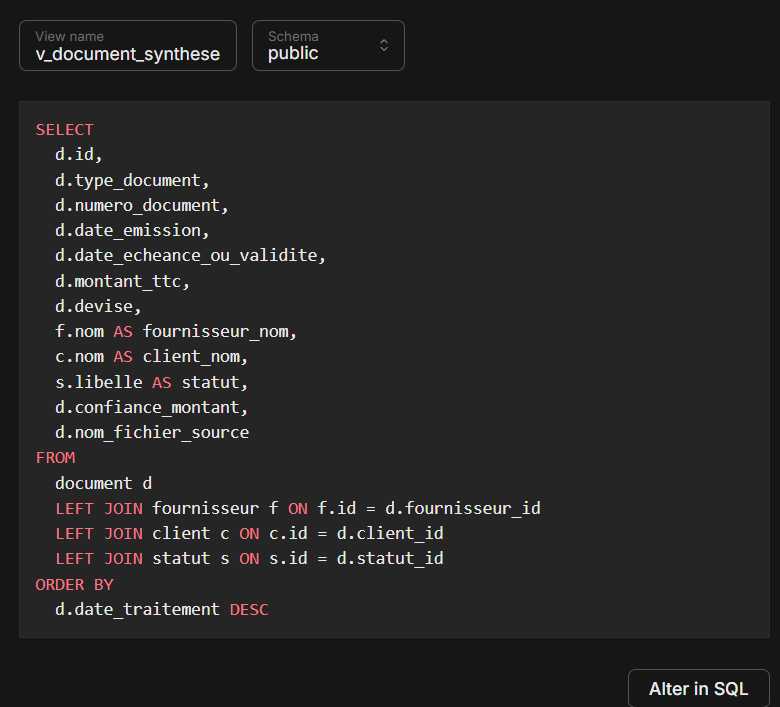 View name
v_document_synthese
Schema
public
SELECT
  d.id,
  d.type_document,
  d.numero_document,
  d.date_emission,
  d.date_echeance_ou_validite,
  d.montant_ttc,
  d.devise,
  f.nom AS fournisseur_nom,
  c.nom AS client_nom,
  s.libelle AS statut,
  d.confiance_montant,
  d.nom_fichier_source
FROM
  document d
  LEFT JOIN fournisseur f ON f.id = d.fournisseur_id
  LEFT JOIN client c ON c.id = d.client_id
  LEFT JOIN statut s ON s.id = d.statut_id
ORDER BY
  d.date_traitement DESC
Alter in SQL